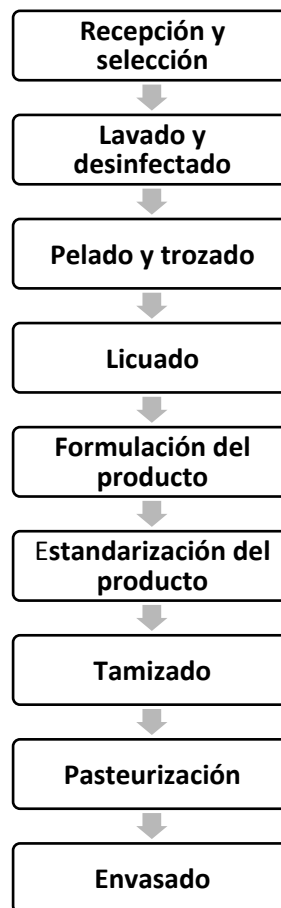 Recepción y
selección
Lavado y
desinfectado
Pelado y trozado
Licuado
Formulación del
producto
Estandarización del
producto
Tamizado
Pasteurización
Envasado